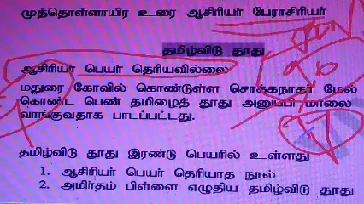 முத்தொள்ளாயிர உரை ஆசிரியர் பேராசிரியர்
தமிழ்விடு தூது
ஆசிரியர் பெயர் தெரியவில்லை
மதுரை கோவில் கொண்டுள்ள சொக்கநாதர் மேல்
கொண்ட பெண் தமிழைத் தூது அனுப்பி மாலை
வாங்குவதாக பாடப்பட்டது.
தமிழ்விடு தூது இரண்டு பெயரில் உள்ளது
1. ஆசிரியர் பெயர் தெரியாத நூல்
2. அமிர்தம் பிள்ளை எழுதிய தமிழ்விடு தூது